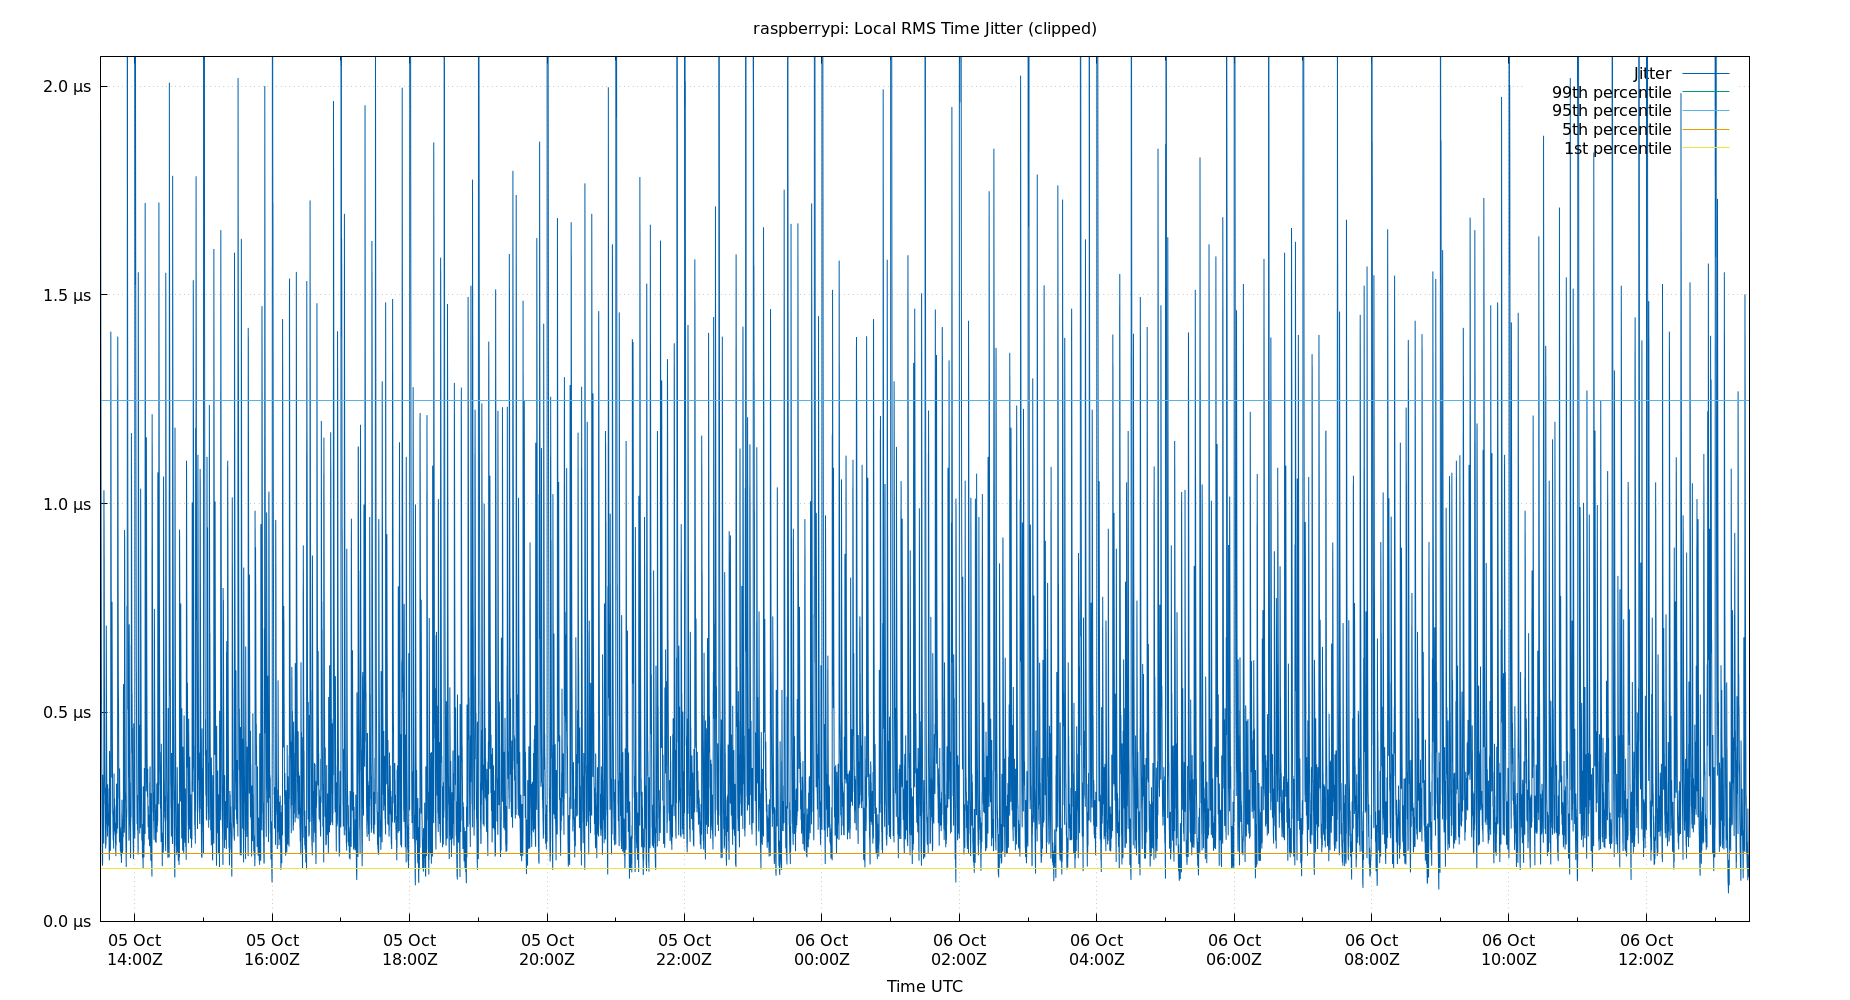 raspberrypi: Local RMS Time Jitter (clipped)
2.0 µs
1.5 µs
1.0 µs
0.5 µs
0.0 µs
Jitter
99th percentile
95th percentile
5th percentile
1st percentile
05 Oct 05 Oct 05 Oct 05 Oct 05 Oct 06 Oct 06 Oct 06 Oct 06 Oct 06 Oct 06 Oct 06 Oct
14:00Z 16:00Z 18:00Z 20:00Z 22:00Z 00:00Z 02:00Z 04:00Z 06:00Z 08:00Z 10:00Z 12:00Z
Time UTC